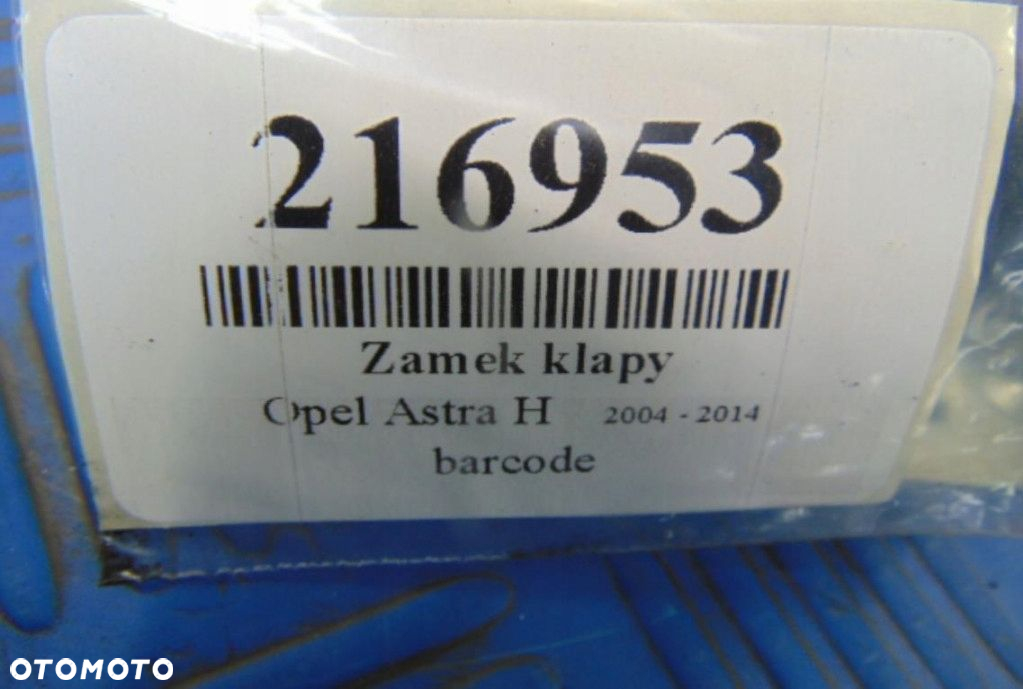 216953
Zamek klapy
Opel Astra H 2004 - 2014
barcode
OTOMOTO